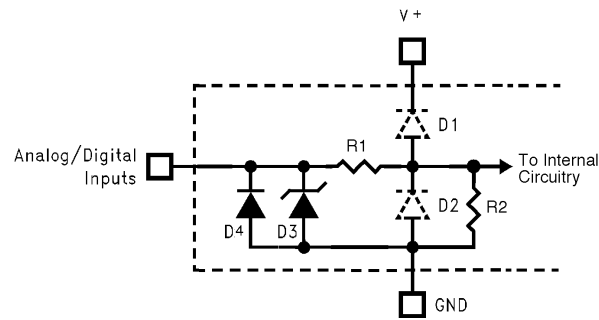 V+
D1
R1
Analog/Digital
Inputs
To Internal
Circuitry
D2
R2
D4
D3
GND